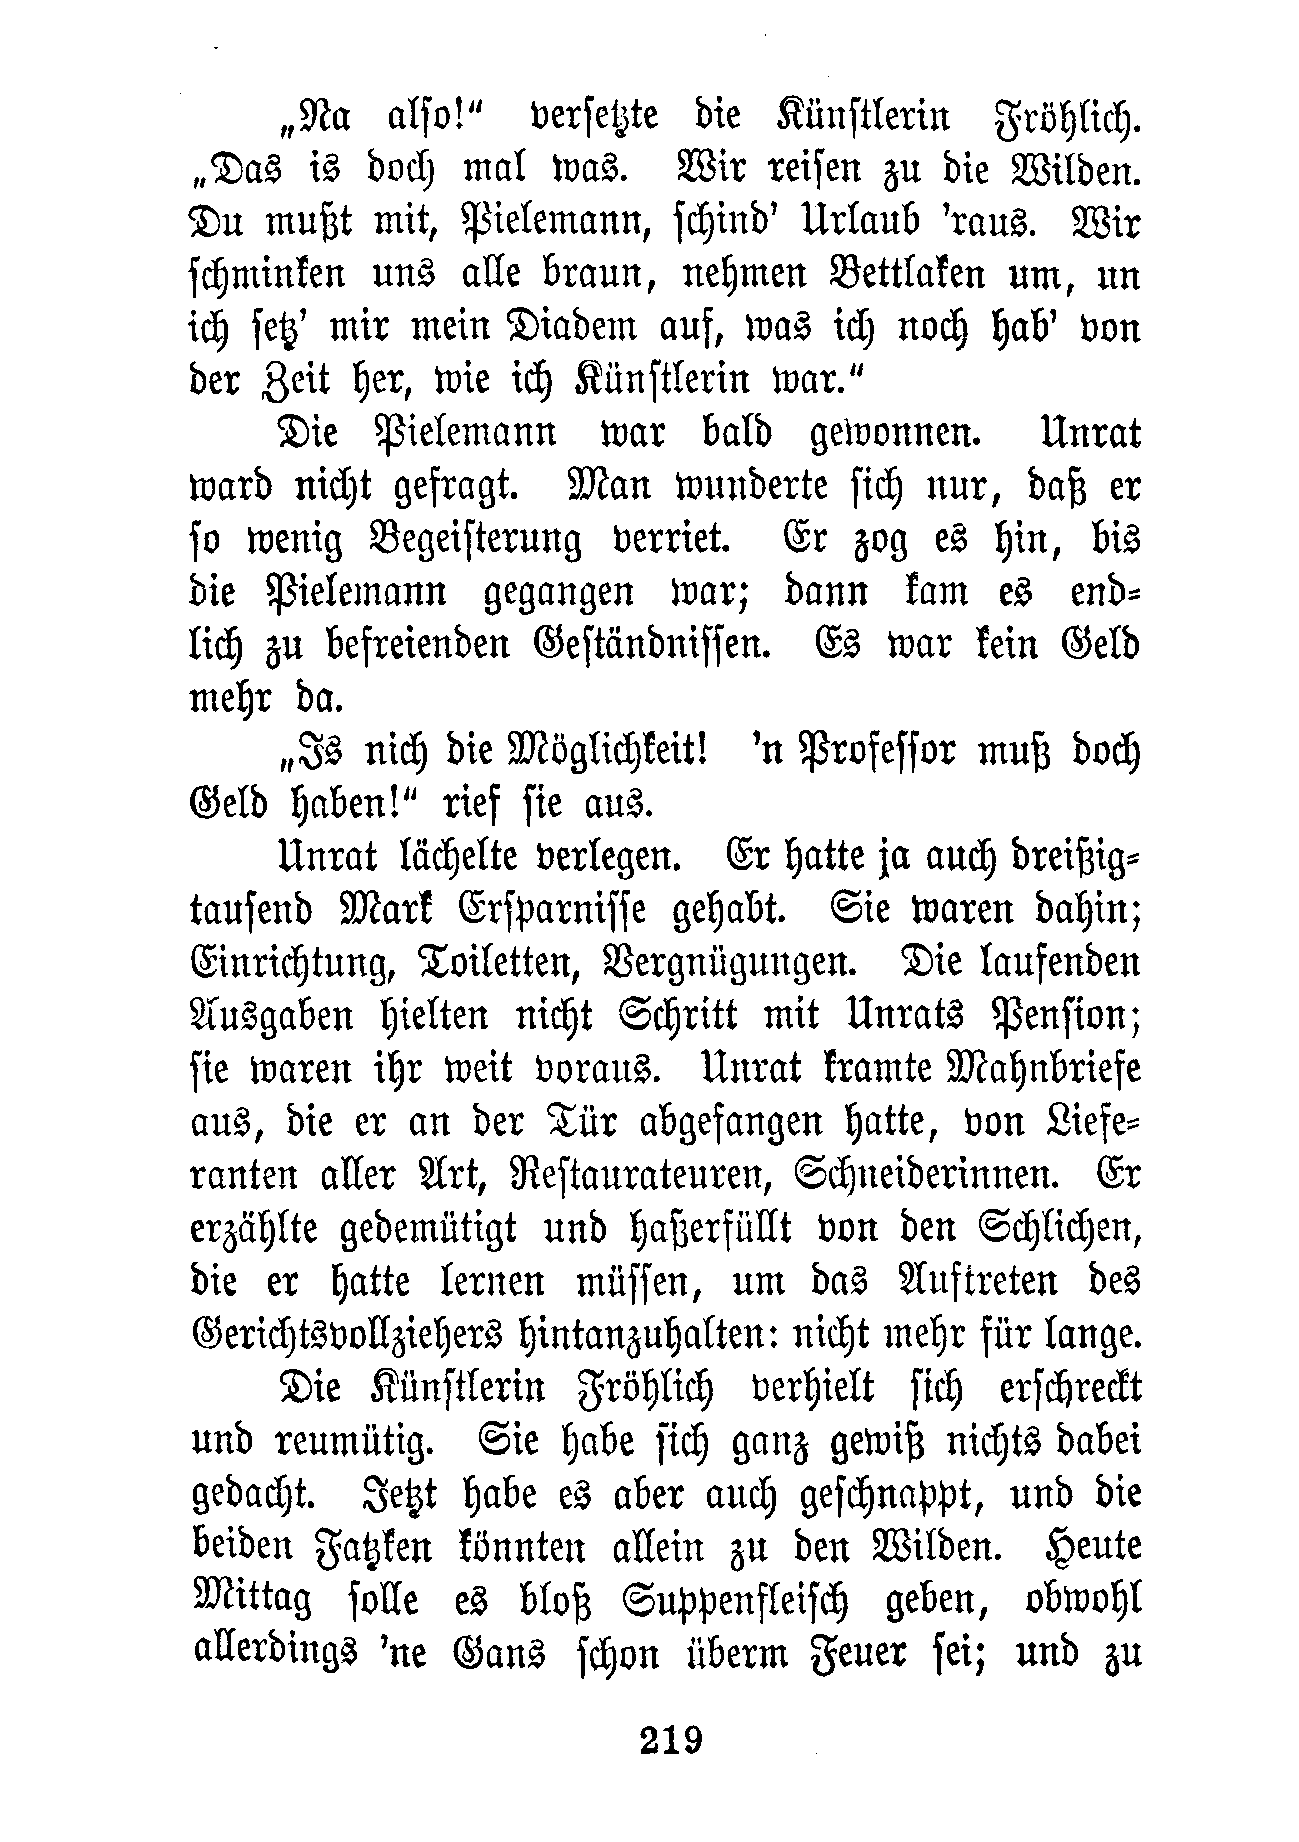 „Na also!“ versetzte die Künstlerin Fröhlich.
„Das is doch mal was. Wir reisen zu die Wilden.
Du mußt mit, Pielemann, schind’ Urlaub ’raus. Wir
schminken uns alle braun, nehmen Bettlaken um, un
ich setz’ mir mein Diadem auf, was ich noch hab’ von
der Zeit her, wie ich Künstlerin war.“
Die Pielemann war bald gewonnen. Unrat
ward nicht gefragt. Man wunderte sich nur, daß er
so wenig Begeisterung verriet. Er zog es hin, bis
die Pielemann gegangen war; dann kam es end-
lich zu befreienden Geständnissen. Es war kein Geld
mehr da.
„Is nich die Möglichkeit! ’n Professor muß doch
Geld haben!“ rief sie aus.
Unrat lächelte verlegen. Er hatte ja auch dreißig-
tausend Mark Ersparnisse gehabt. Sie waren dahin;
Einrichtung, Toiletten, Vergnügungen. Die laufenden
Ausgaben hielten nicht Schritt mit Unrats Pension;
sie waren ihr weit voraus. Unrat kramte Mahnbriefe
aus, die er an der Tür abgefangen hatte, von Liefe-
ranten aller Art, Restaurateuren, Schneiderinnen. Er
erzählte gedemütigt und haßerfüllt von den Schlichen,
die er hatte lernen müssen, um das Auftreten des
Gerichtsvollziehers hintanzuhalten: nicht mehr für lange.
Die Künstlerin Fröhlich verhielt sich erschreckt
und reumütig. Sie habe sich ganz gewiß nichts dabei
gedacht. Jetzt habe es aber auch geschnappt, und die
beiden Fatzken könnten allein zu den Wilden. Heute
Mittag solle es bloß Suppenfleisch geben, obwohl
allerdings ’ne Gans schon überm Feuer sei; und zu
219